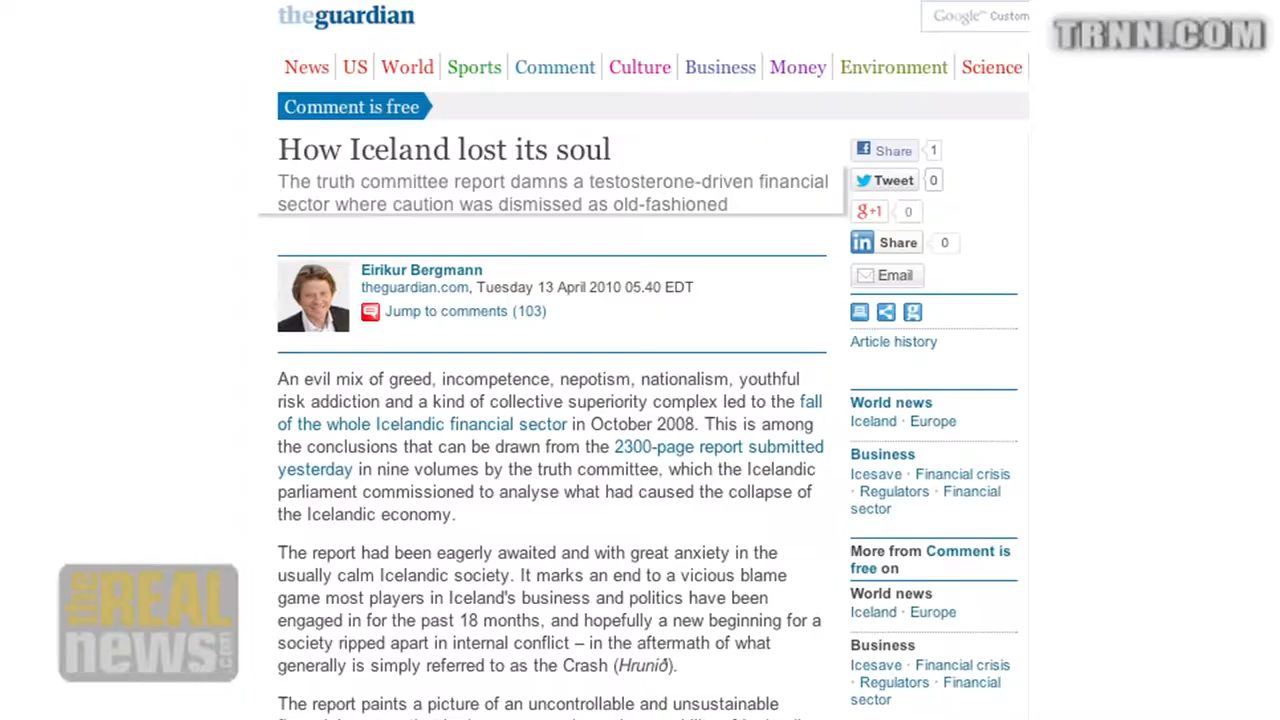 theguardian
Google™ Custom
TRNN.COM
News US World Sports Comment Culture Business Money Environment Science
Comment is free
How Iceland lost its soul
The truth committee report damns a testosterone-driven financial
sector where caution was dismissed as old-fashioned
Share 1
Tweet 0
g+1 0
in Share 0
Email
Eirikur Bergmann
theguardian.com, Tuesday 13 April 2010 05.40 EDT
Jump to comments (103)
Article history
An evil mix of greed, incompetence, nepotism, nationalism, youthful
risk addiction and a kind of collective superiority complex led to the fall
of the whole Icelandic financial sector in October 2008. This is among
the conclusions that can be drawn from the 2300-page report submitted
yesterday in nine volumes by the truth committee, which the Icelandic
parliament commissioned to analyse what had caused the collapse of
the Icelandic economy.
The report had been eagerly awaited and with great anxiety in the
usually calm Icelandic society. It marks an end to a vicious blame
game most players in Iceland's business and politics have been
engaged in for the past 18 months, and hopefully a new beginning for a
society ripped apart in internal conflict – in the aftermath of what
generally is simply referred to as the Crash (Hrunið).
The report paints a picture of an uncontrollable and unsustainable
World news
Iceland · Europe
Business
Icesave · Financial crisis
· Regulators · Financial
sector
More from Comment is
free on
World news
Iceland · Europe
Business
Icesave · Financial crisis
· Regulators · Financial
sector
the REAL
news.com